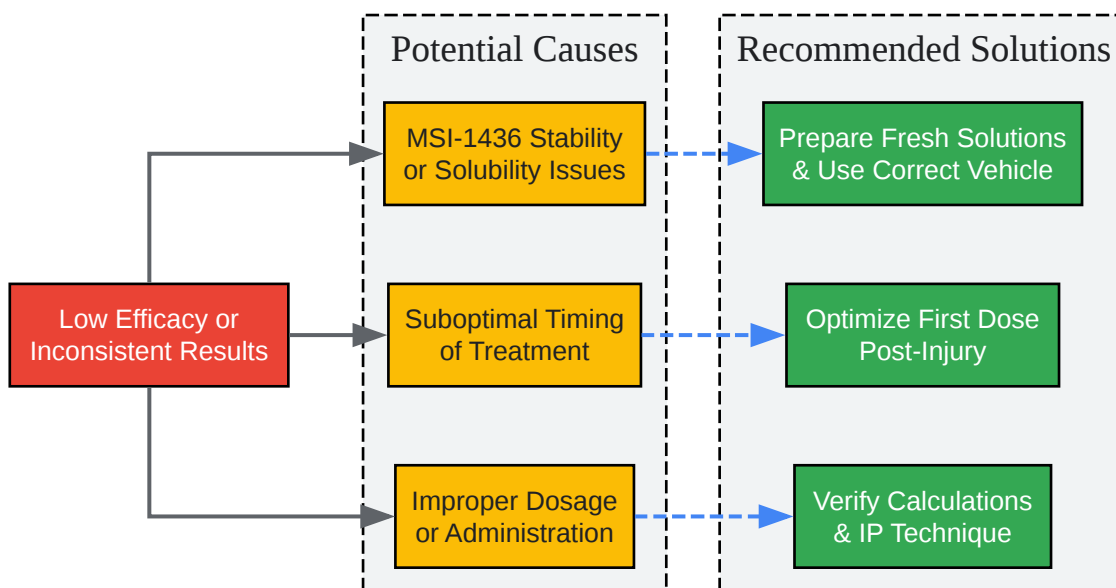 Potential Causes
Recommended Solutions
MSI-1436 Stability
or Solubility Issues
Prepare Fresh Solutions
& Use Correct Vehicle
Low Efficacy or
Inconsistent Results
Suboptimal Timing
of Treatment
Optimize First Dose
Post-Injury
Improper Dosage
or Administration
Verify Calculations
& IP Technique